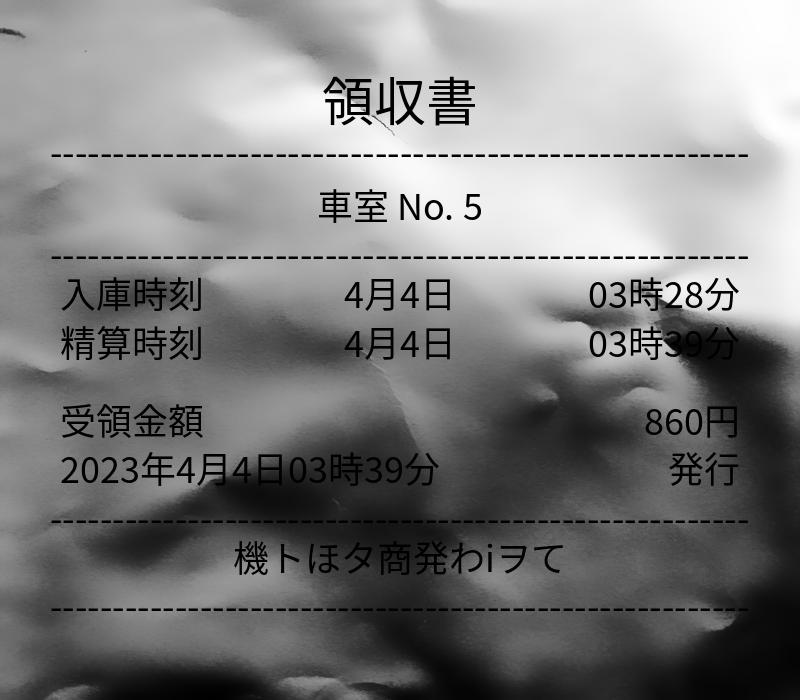 領収書
車室 No. 5
入庫時刻 4月4日 03時28分
精算時刻 4月4日 03時39分
受領金額 860円
2023年4月4日03時39分 発行
機トほタ商発わiヲて